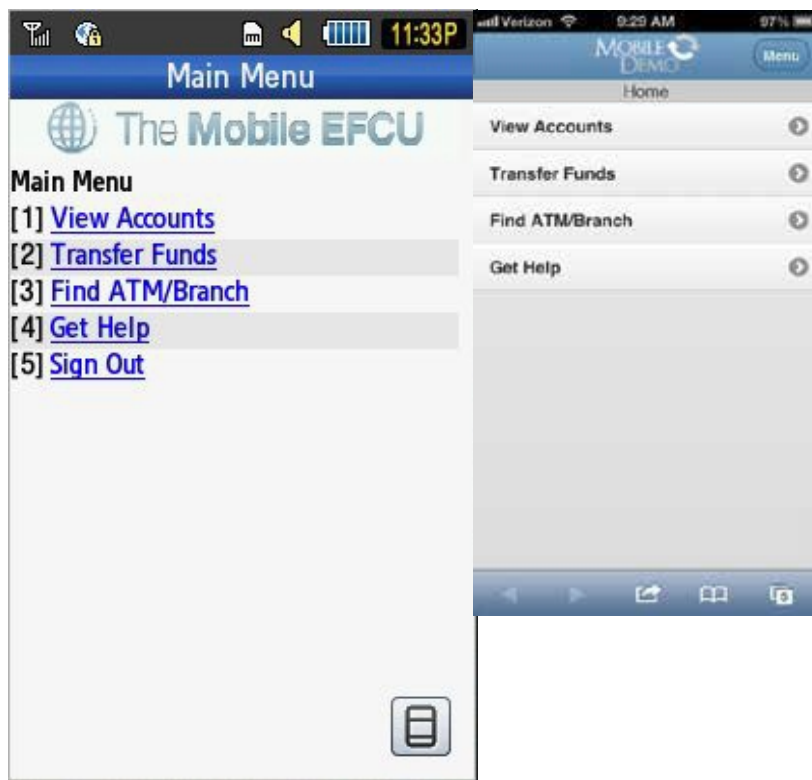 11:33P
Main Menu
The Mobile EFCU
Main Menu
[1] View Accounts
[2] Transfer Funds
[3] Find ATM/Branch
[4] Get Help
[5] Sign Out
Verizon 9:29 AM 97%
MOBILE
DEMO
Menu
Home
View Accounts
Transfer Funds
Find ATM/Branch
Get Help